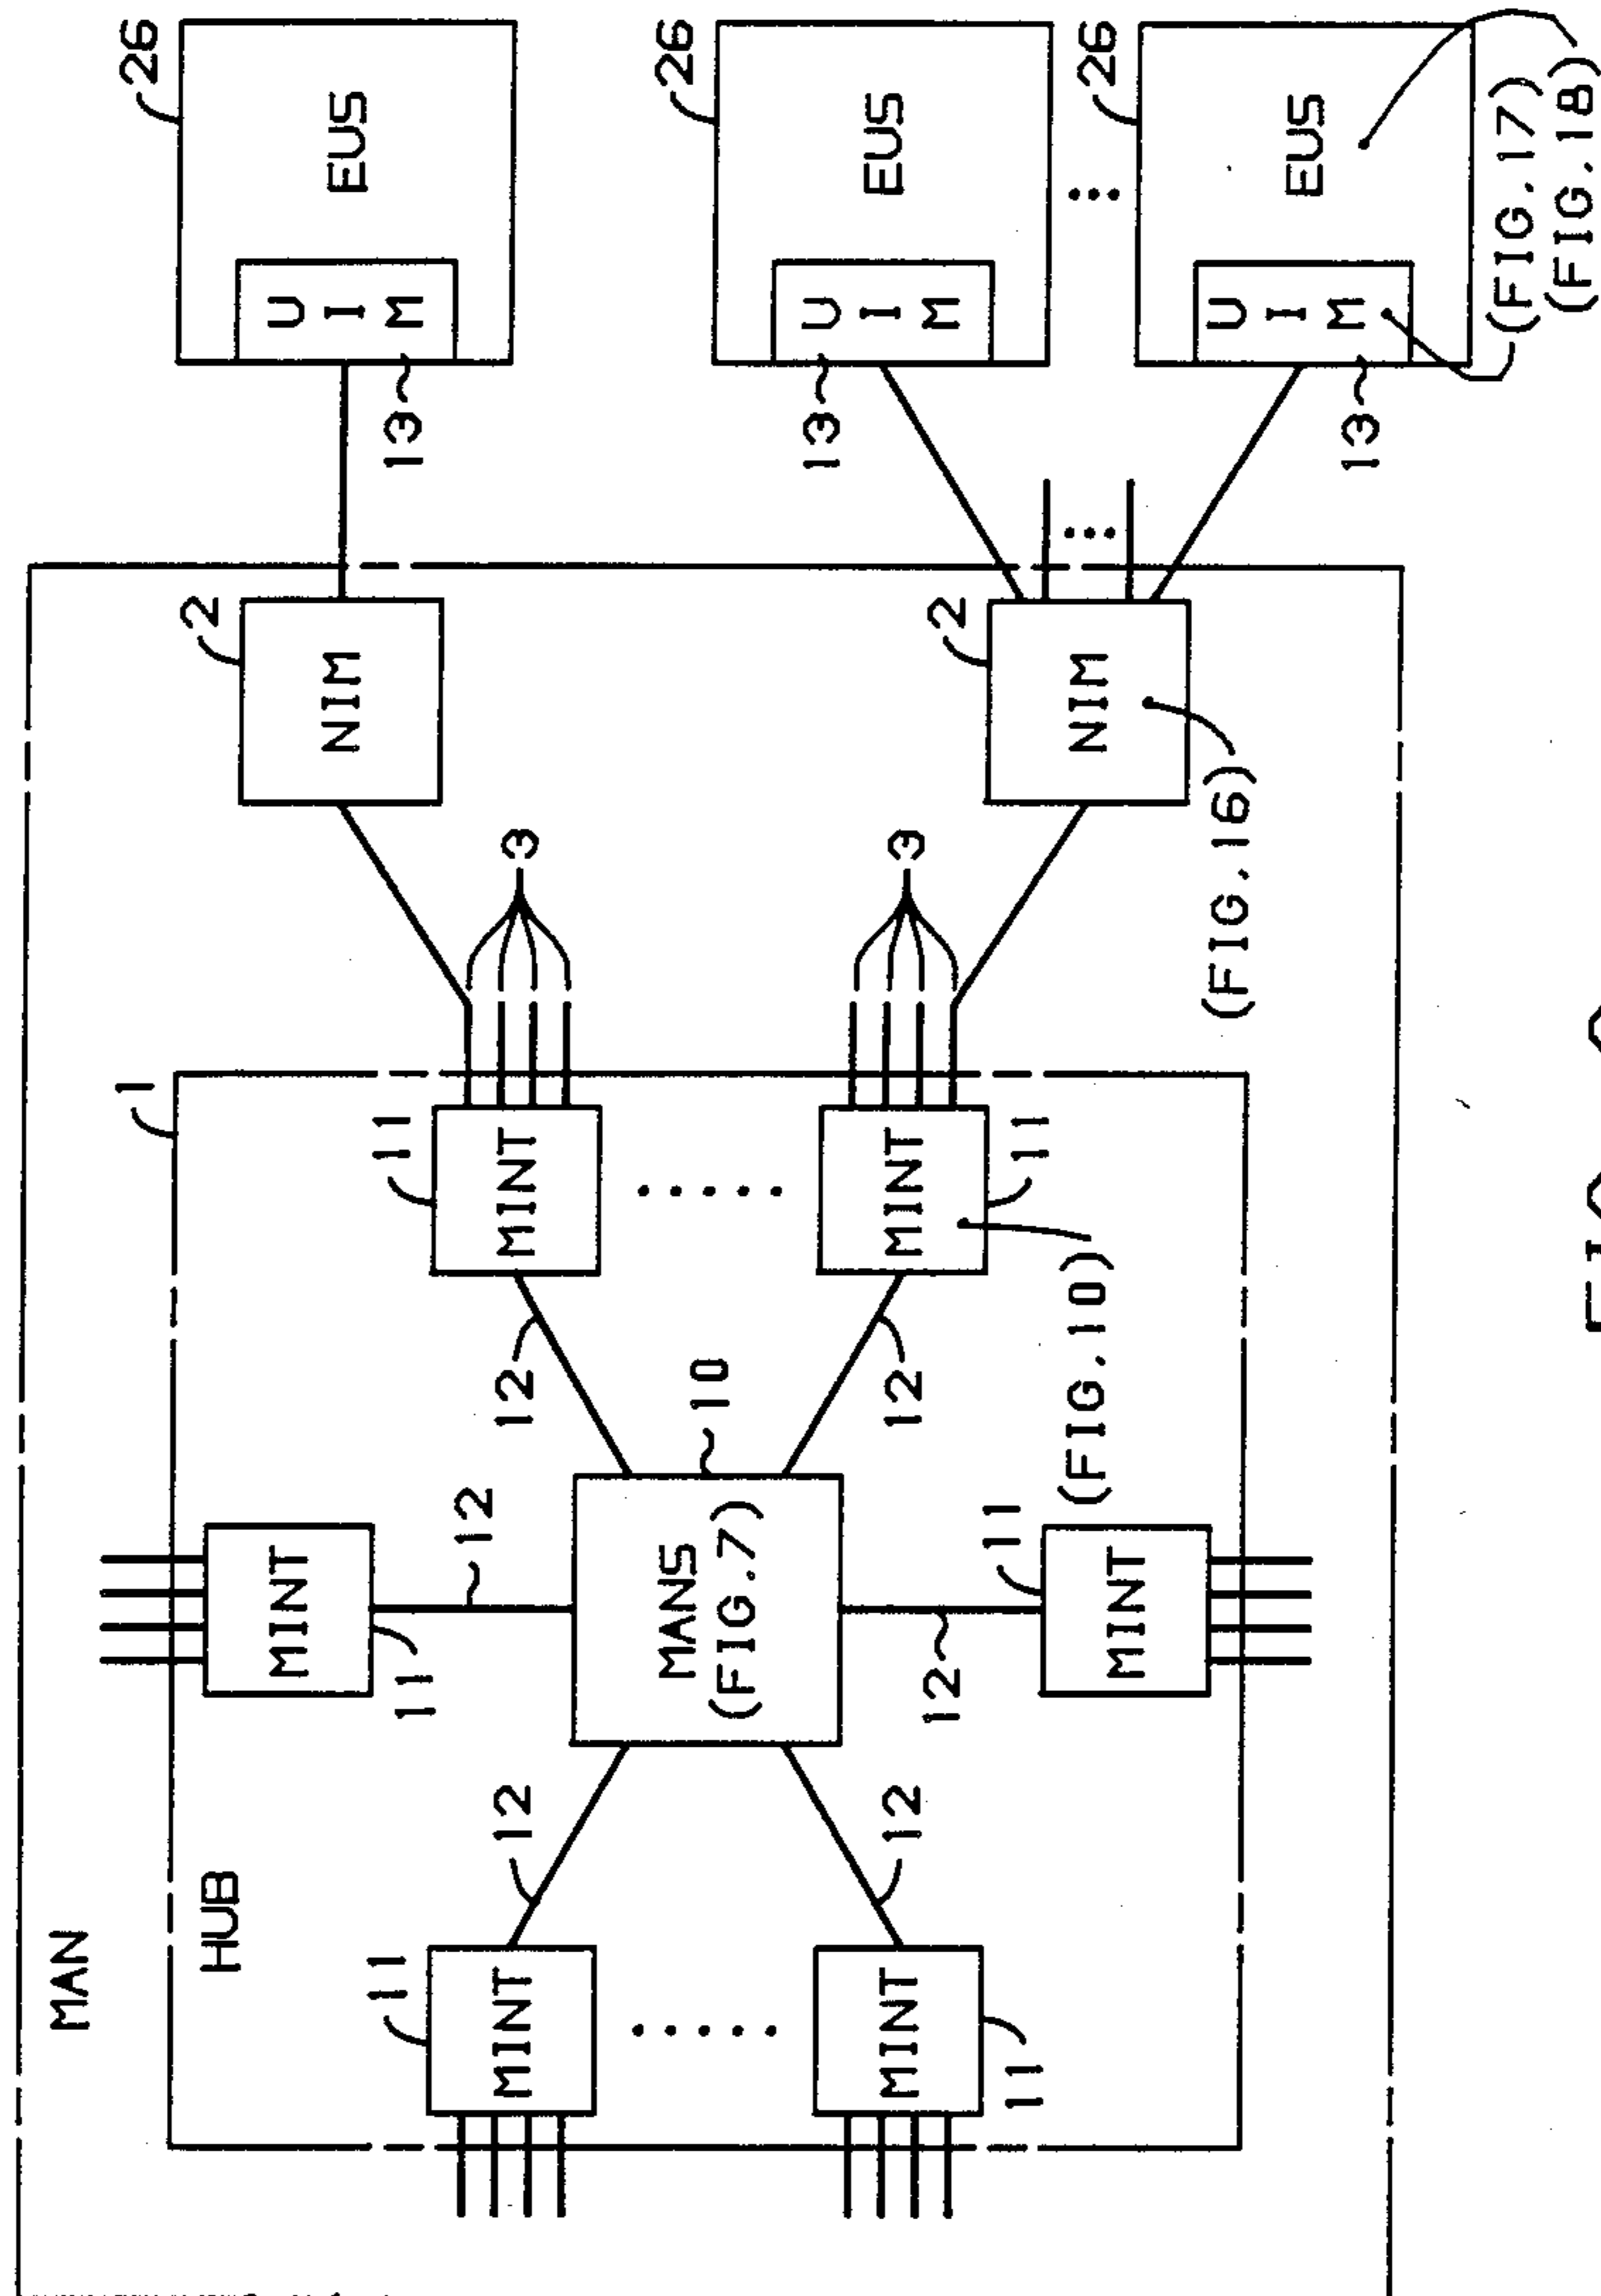 MAN
HUB
1
MINT
11
12
MINT
11
12
MINT
11
12
MANS
(FIG.7)
10
MINT
11
12
MINT
11
12
MINT
11
12
(FIG.10)
3
3
NIM
2
NIM
2
(FIG.16)
EUS
26
UIM
13
EUS
26
UIM
13
EUS
26
UIM
13
(FIG.17)
(FIG.18)